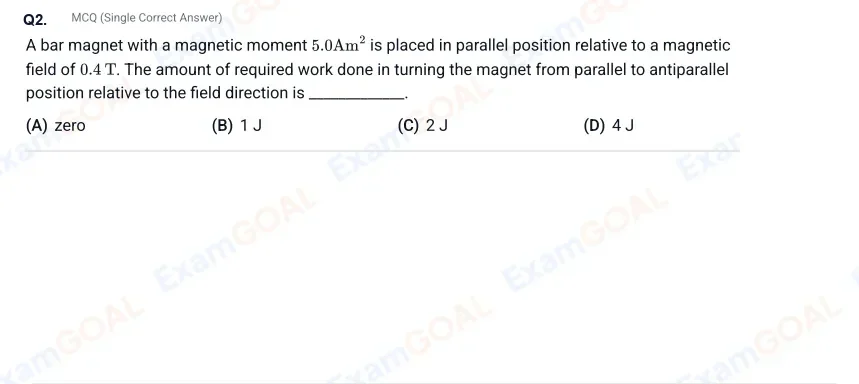 Q2. MCQ (Single Correct Answer)
A bar magnet with a magnetic moment 5.0Am² is placed in parallel position relative to a magnetic
field of 0.4 T. The amount of required work done in turning the magnet from parallel to antiparallel
position relative to the field direction is ____________.
(A) zero (B) 1 J (C) 2 J (D) 4 J
ExamGOAL
ExamGOAL